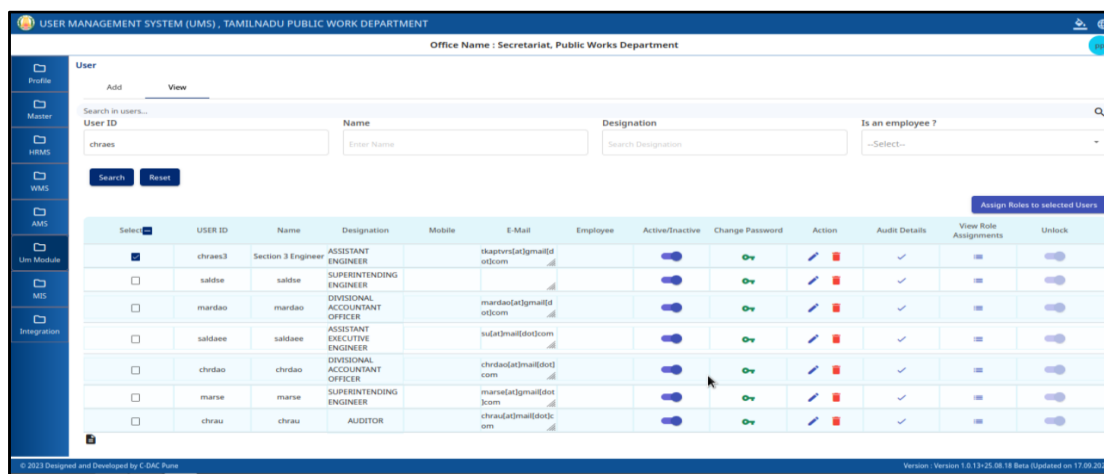 USER MANAGEMENT SYSTEM (UMS) , TAMILNADU PUBLIC WORK DEPARTMENT
Office Name : Secretariat, Public Works Department
PP
Profile
Master
HRMS
WMS
AMS
Um Module
MIS
Integration
User
Add View
Search in users...
User ID Name Designation Is an employee ?
chraes Enter Name Search Designation --Select--
Search Reset
Assign Roles to selected Users
Select USER ID Name Designation Mobile E-Mail Employee Active/Inactive Change Password Action Audit Details View Role Assignments Unlock
chraes3 Section 3 Engineer ASSISTANT ENGINEER tkaptvrs[at]gmail[d
ot]com
saldse saldse SUPERINTENDING ENGINEER
mardao mardao DIVISIONAL ACCOUNTANT OFFICER mardao[at]gmail[d
ot]com
saldaee saldaee ASSISTANT EXECUTIVE ENGINEER su[at]mail[dot]com
chrdao chrdao DIVISIONAL ACCOUNTANT OFFICER chrdao[at]mail[dot]
com
marse marse SUPERINTENDING ENGINEER marse[at]gmail[dot
]com
chrau chrau AUDITOR chrau[at]mail[dot]c
om
© 2023 Designed and Developed by C-DAC Pune
Version : Version 1.0.13+25.08.18 Beta (Updated on 17.09.202